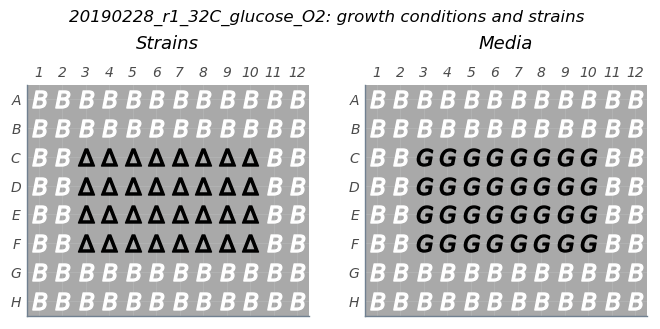 20190228_r1_32C_glucose_O2: growth conditions and strains
Strains Media
1 2 3 4 5 6 7 8 9 10 11 12 1 2 3 4 5 6 7 8 9 10 11 12
A B B B B B B B B B B B B A B B B B B B B B B B B B
B B B B B B B B B B B B B B B B B B B B B B B B B B
C B B Δ Δ Δ Δ Δ Δ Δ Δ B B C B B G G G G G G G G B B
D B B Δ Δ Δ Δ Δ Δ Δ Δ B B D B B G G G G G G G G B B
E B B Δ Δ Δ Δ Δ Δ Δ Δ B B E B B G G G G G G G G B B
F B B Δ Δ Δ Δ Δ Δ Δ Δ B B F B B G G G G G G G G B B
G B B B B B B B B B B B B G B B B B B B B B B B B B
H B B B B B B B B B B B B H B B B B B B B B B B B B